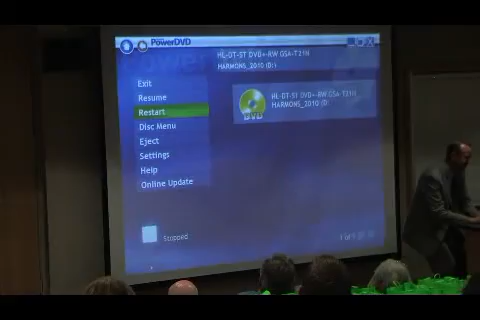 PowerDVD
HL-DT-ST DVD+-RW GSA-T21N
HARMONS_2010 (D:)
Exit
Resume
Restart
Disc Menu
Eject
Settings
Help
Online Update
HL-DT-ST DVD+-RW GSA-T21N
HARMONS_2010 (D:
DVD
Stopped